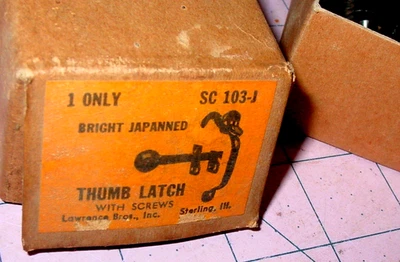 1 ONLY SC 103-J
BRIGHT JAPANNED
THUMB LATCH
WITH SCREWS
Lawrence Bros., Inc. Sterling, Ill.